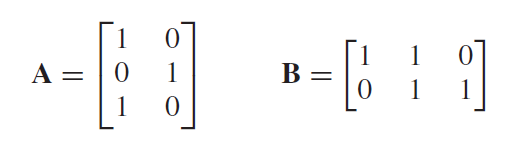 A = [1 0; 0 1; 1 0] B = [1 1 0; 0 1 1]